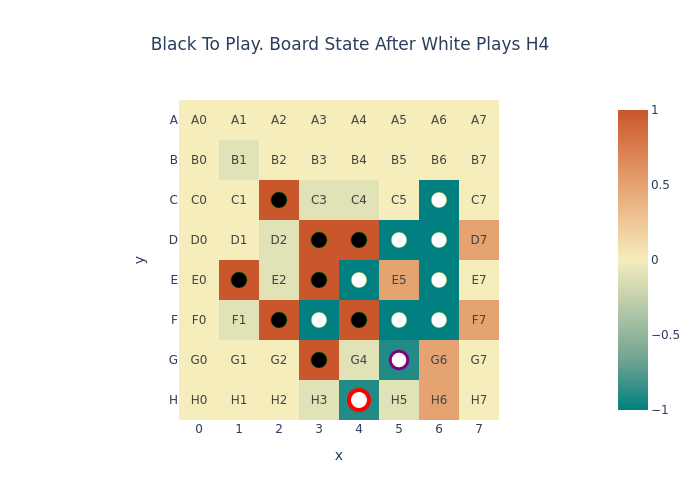 Black To Play. Board State After White Plays H4
A A0 A1 A2 A3 A4 A5 A6 A7
B B0 B1 B2 B3 B4 B5 B6 B7
C C0 C1 C3 C4 C5 C7
D D0 D1 D2 D7
E E0 E2 E5 E7
F F0 F1 F7
G G0 G1 G2 G4 G6 G7
H H0 H1 H2 H3 H5 H6 H7
0 1 2 3 4 5 6 7
x
y
1
0.5
0
−0.5
−1